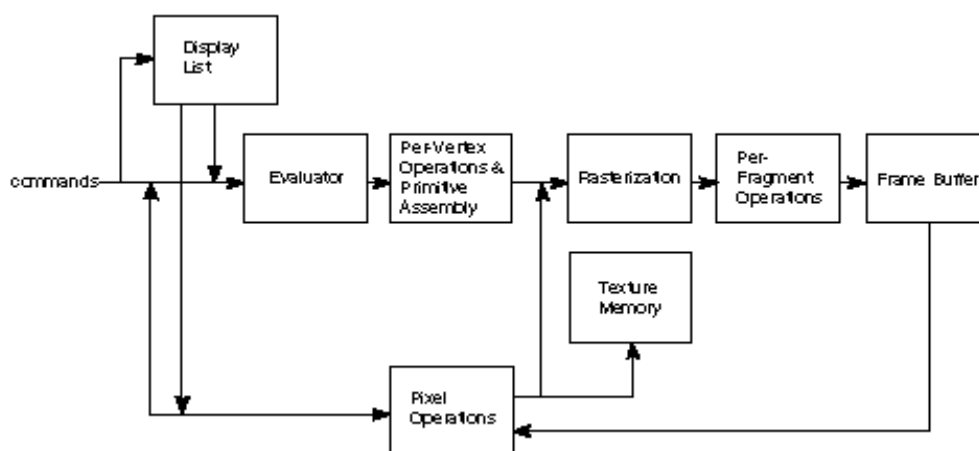 Display
List
commands
Evaluator
Per-Vertex
Operations &
Primitive
Assembly
Rasterization
Per-
Fragment
Operations
Frame Buffer
Texture
Memory
Pixel
Operations